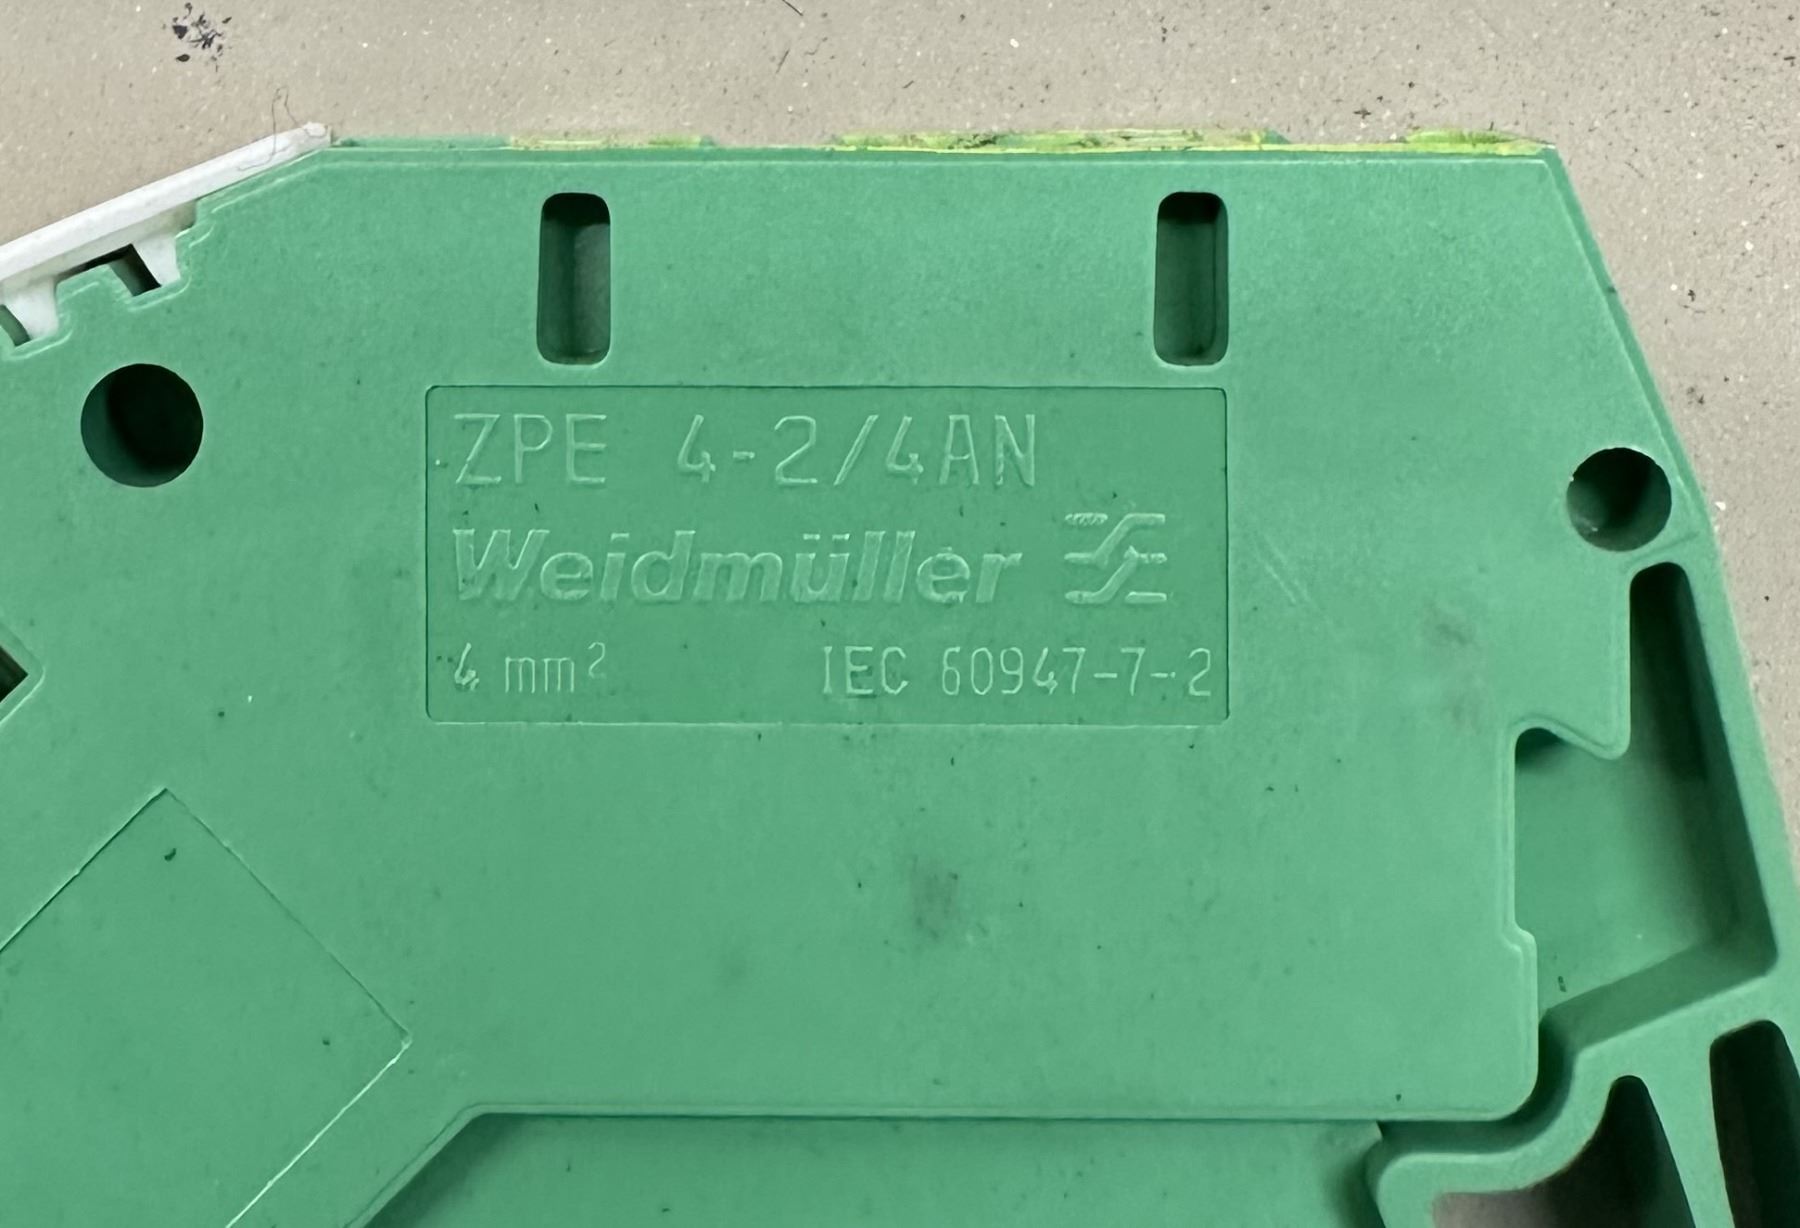 ZPE 4-2/4AN
Weidmüller
4 mm² IEC 60947-7-2